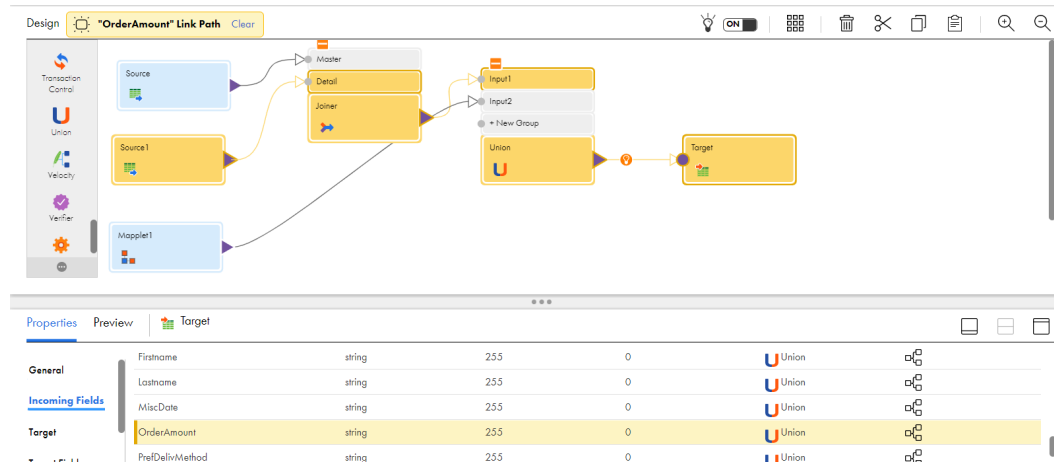 Design "OrderAmount" Link Path Clear ON
Transaction
Control
Union
Velocity
Verifier
Source
Source1
Mapplet1
Master
Detail
Joiner
Input1
Input2
+ New Group
Union
Target
Properties Preview Target
General
Incoming Fields
Target
Firstname string 255 0 Union
Lastname string 255 0 Union
MiscDate string 255 0 Union
OrderAmount string 255 0 Union
PrefDelivMethod string 255 0 Union